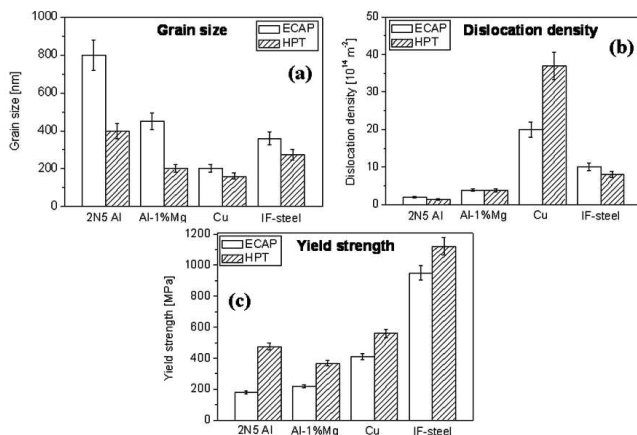 Grain size
ECAP
HPT
(a)
Grain size [nm]
1000
800
600
400
200
0
2N5 Al
Al-1%Mg
Cu
IF-steel
Dislocation density
ECAP
HPT
(b)
Dislocation density [10¹⁴ m⁻²]
50
40
30
20
10
0
2N5 Al
Al-1%Mg
Cu
IF-steel
Yield strength
ECAP
HPT
(c)
Yield strength [MPa]
1200
1000
800
600
400
200
0
2N5 Al
Al-1%Mg
Cu
IF-steel